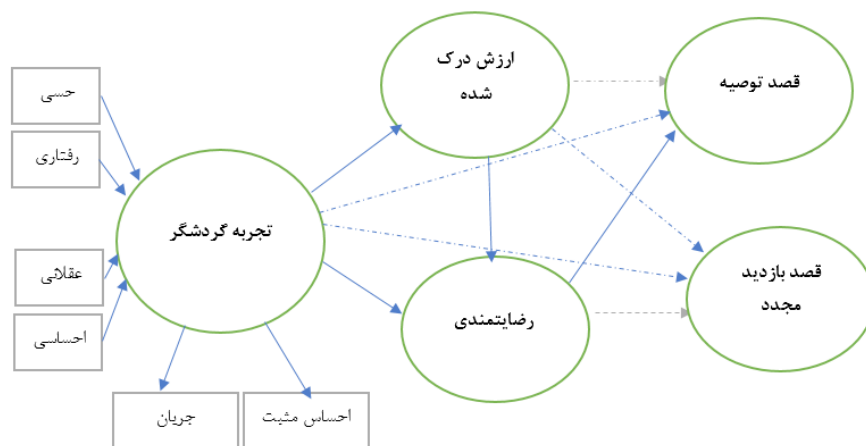 ارزش درک
شده
قصد توصیه
حسی
رفتاری
تجربه گردشگر
عقلانی
احساسی
رضایتمندی
قصد بازدید
مجدد
احساس مثبت
جریان